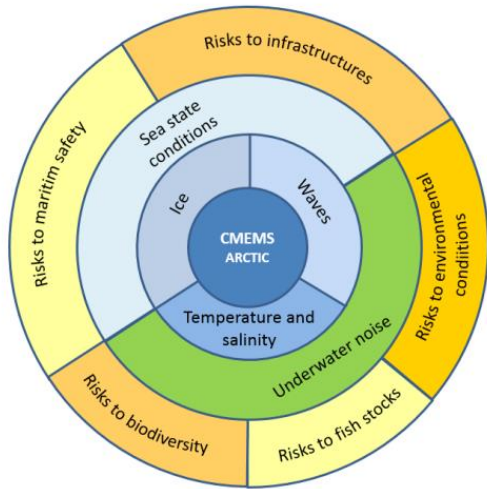 Risks to infrastructures
Sea state
conditions
Risks to maritim safety
Ice
Waves
CMEMS
ARCTIC
Risks to environmental
condiitions
Temperature and
salinity
Underwater noise
Risks to biodiversity
Risks to fish stocks